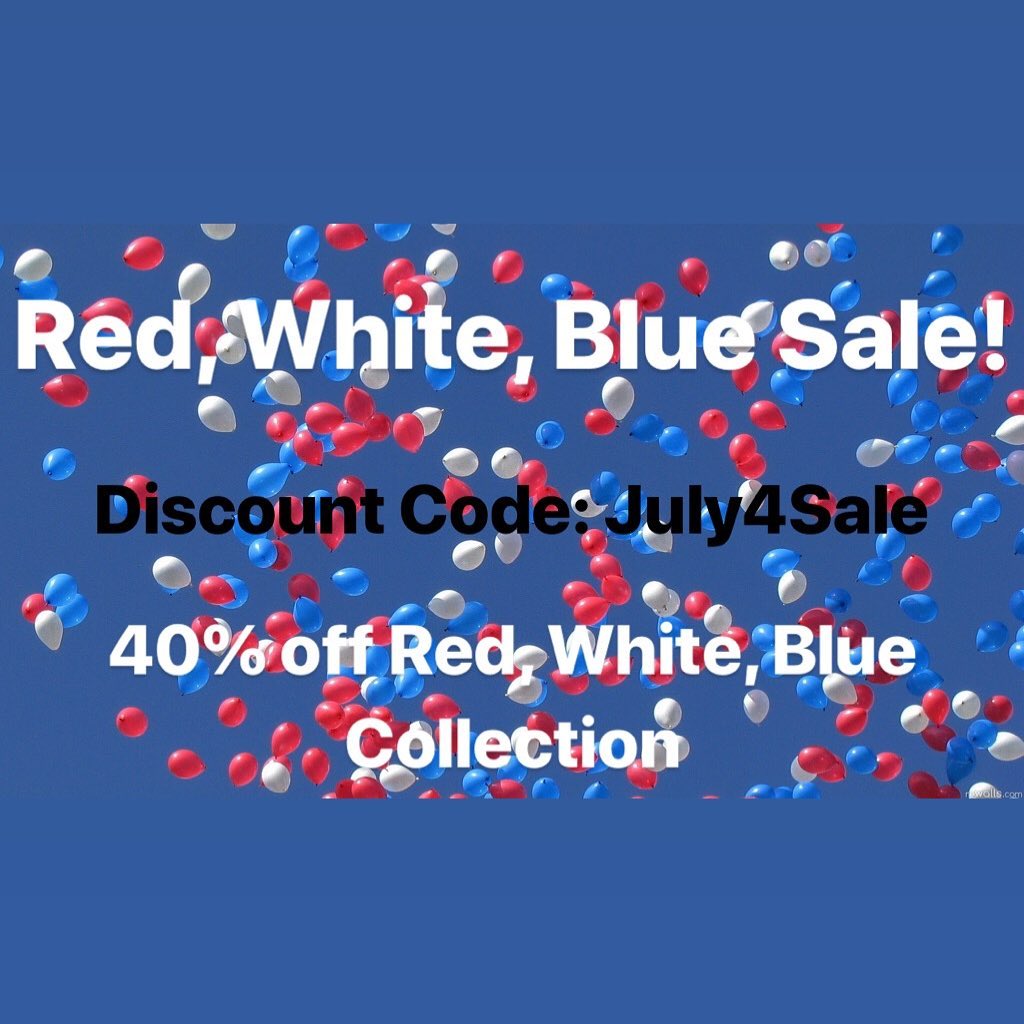 Red, White, Blue Sale!
Discount Code: July4Sale
40% off Red, White, Blue
Collection